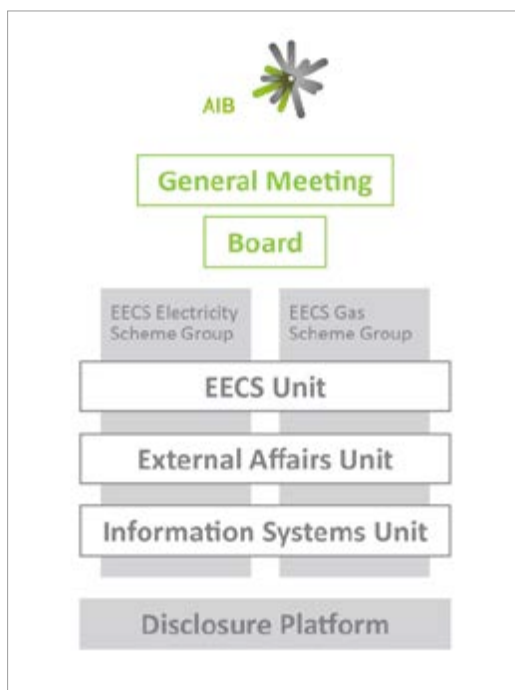 AIB
General Meeting
Board
EECS Electricity
Scheme Group
EECS Gas
Scheme Group
EECS Unit
External Affairs Unit
Information Systems Unit
Disclosure Platform